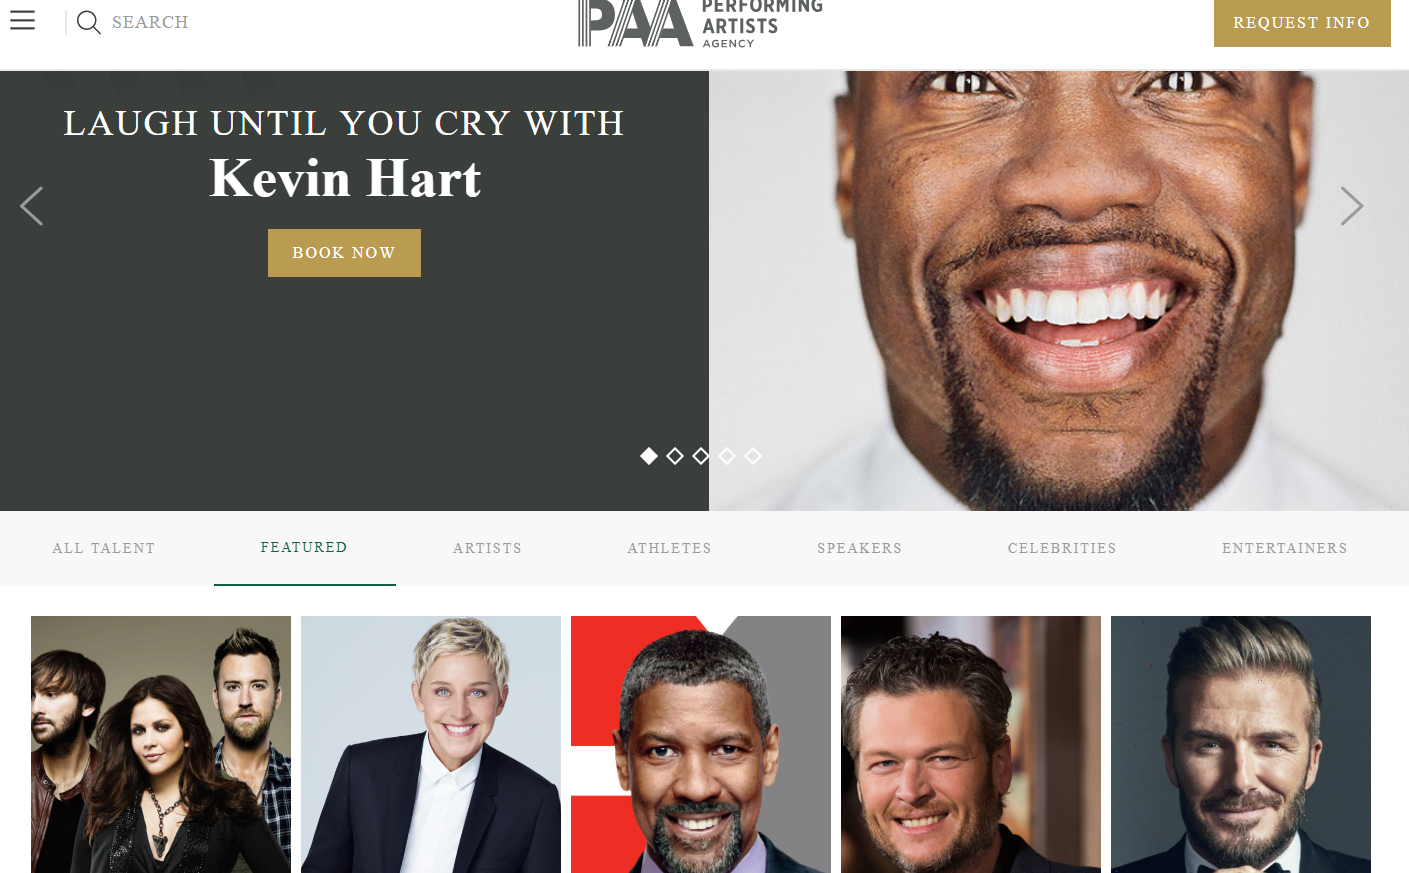 SEARCH
PERFORMING
PAA ARTISTS
AGENCY
REQUEST INFO
LAUGH UNTIL YOU CRY WITH
Kevin Hart
BOOK NOW
ALL TALENT
FEATURED
ARTISTS
ATHLETES
SPEAKERS
CELEBRITIES
ENTERTAINERS